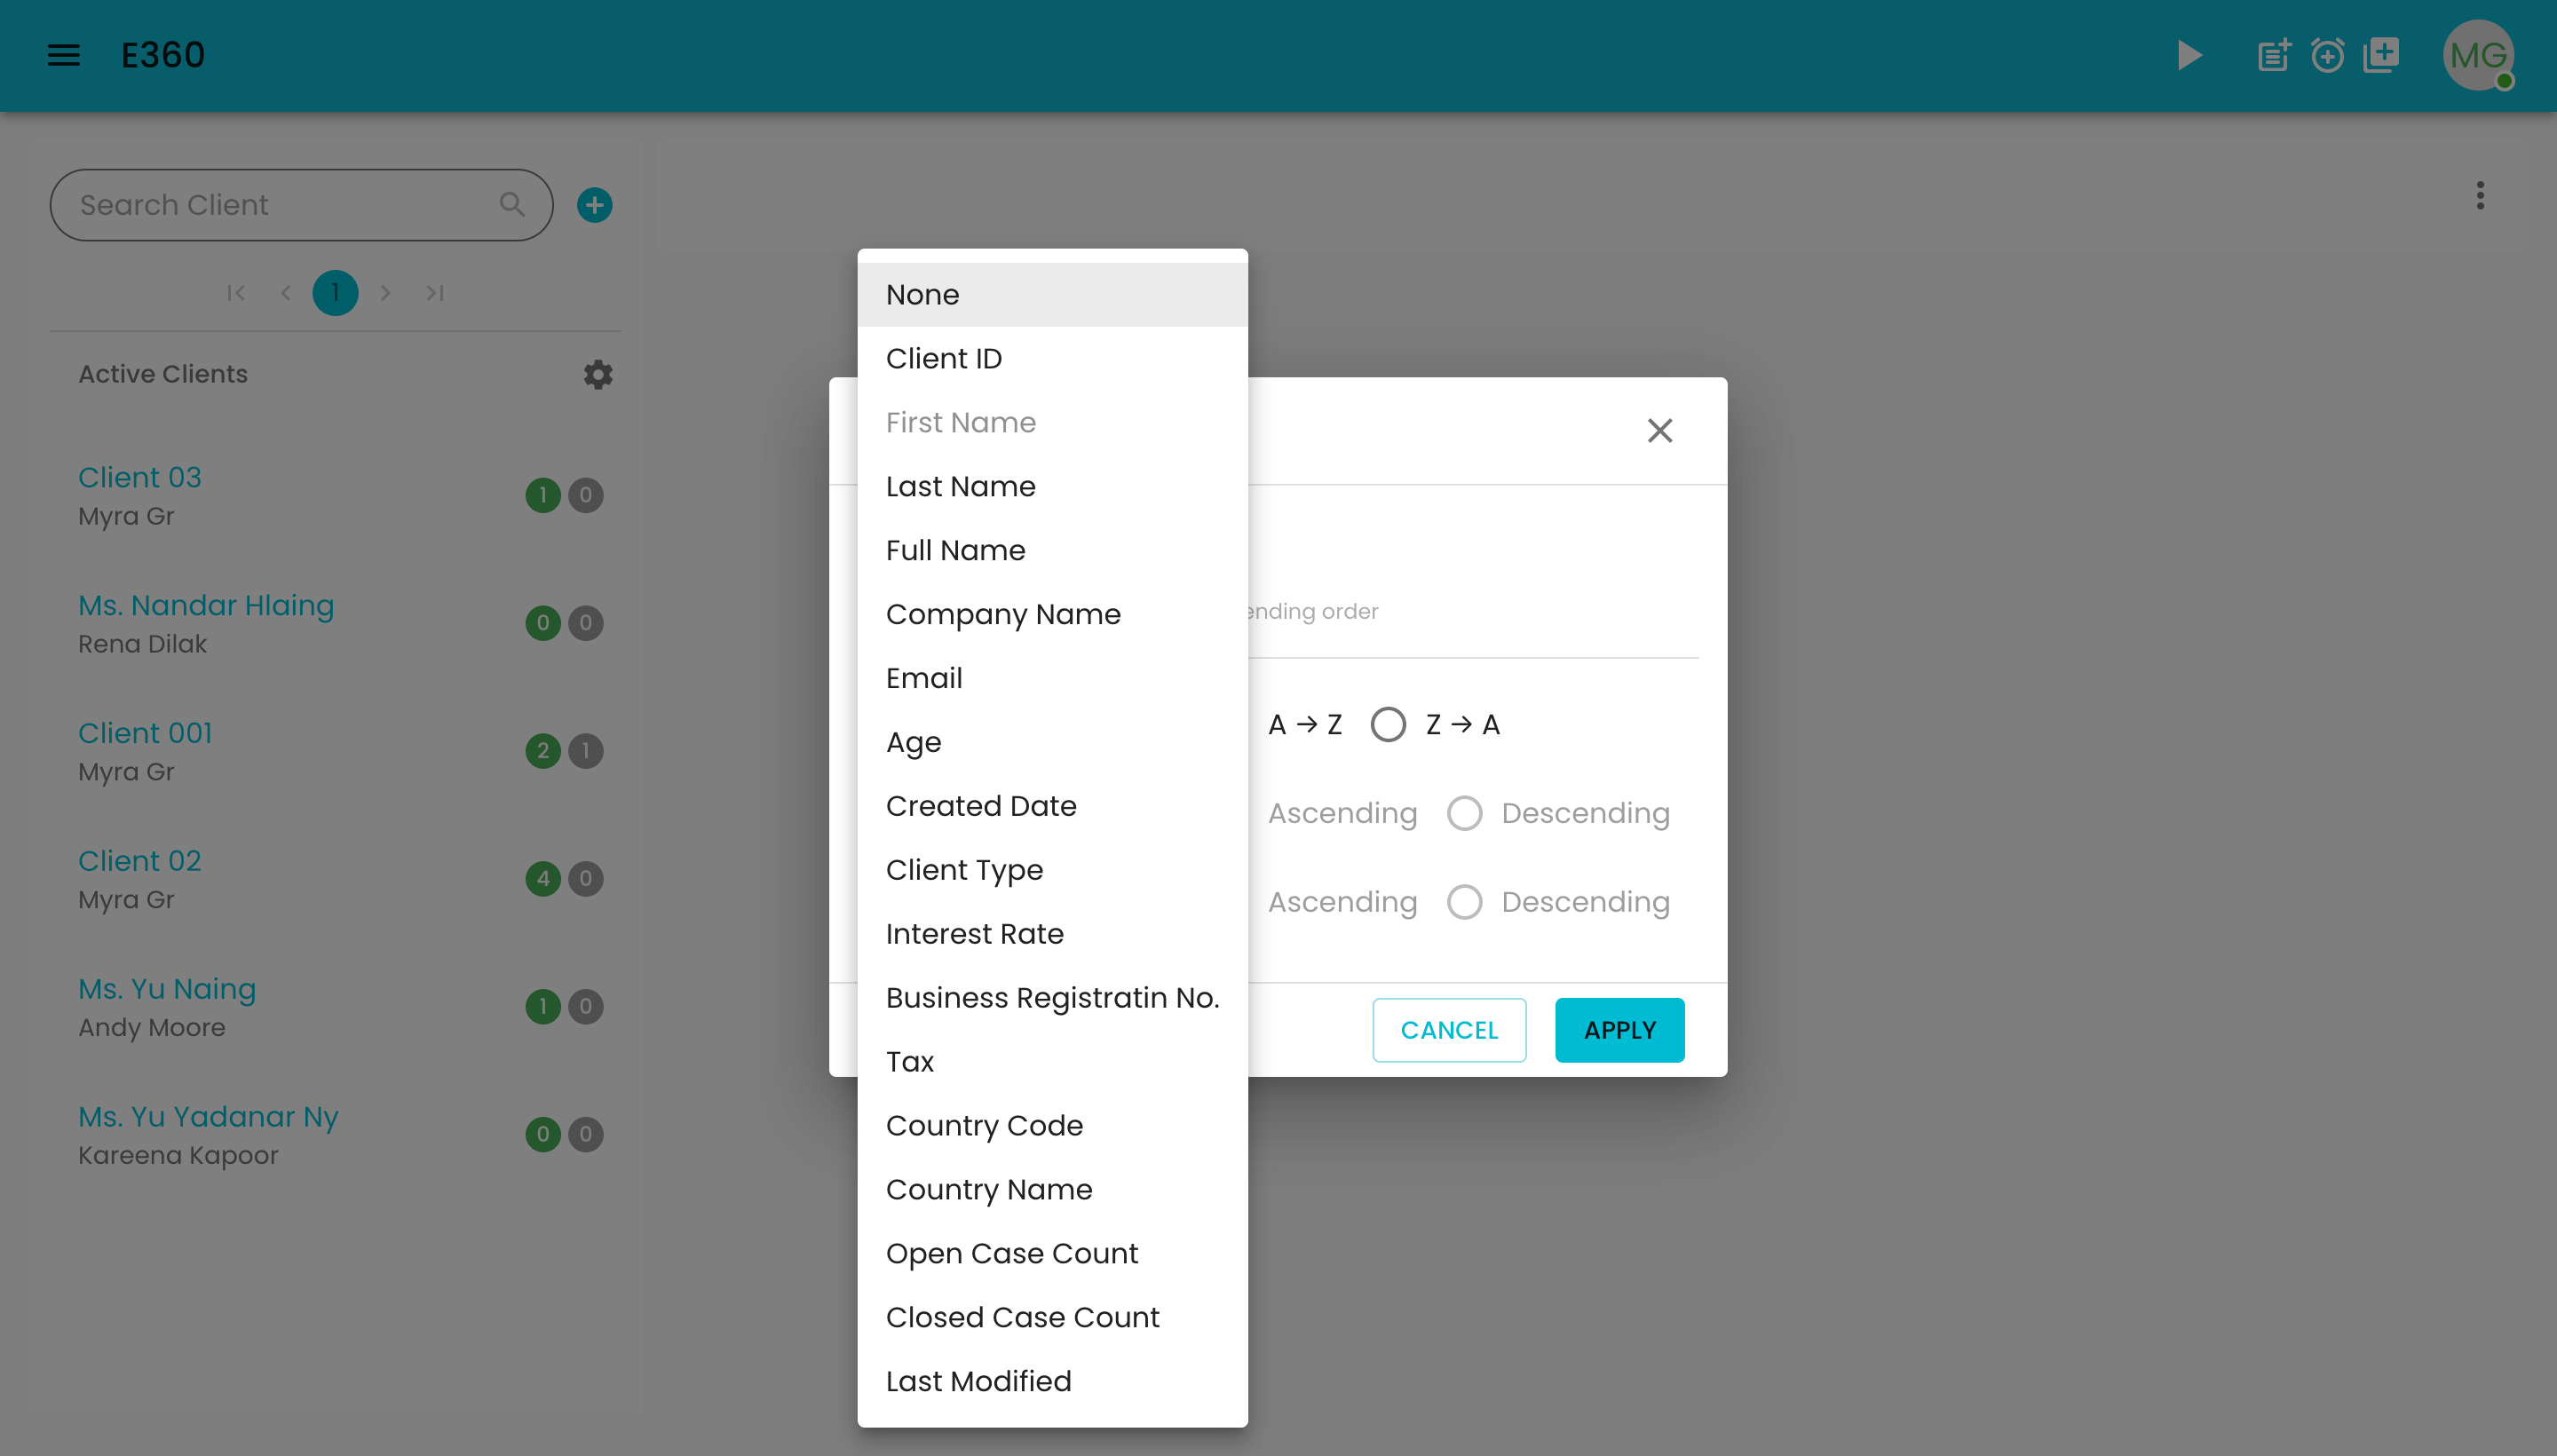 E360
MG
Search Client
1
Active Clients
Client 03
Myra Gr
1 0
Ms. Nandar Hlaing
Rena Dilak
0 0
Client 001
Myra Gr
2 1
Client 02
Myra Gr
4 0
Ms. Yu Naing
Andy Moore
1 0
Ms. Yu Yadanar Ny
Kareena Kapoor
0 0
None
Client ID
First Name
Last Name
Full Name
Company Name
Email
Age
Created Date
Client Type
Interest Rate
Business Registratin No.
Tax
Country Code
Country Name
Open Case Count
Closed Case Count
Last Modified
ending order
A → Z Z → A
Ascending Descending
Ascending Descending
CANCEL APPLY